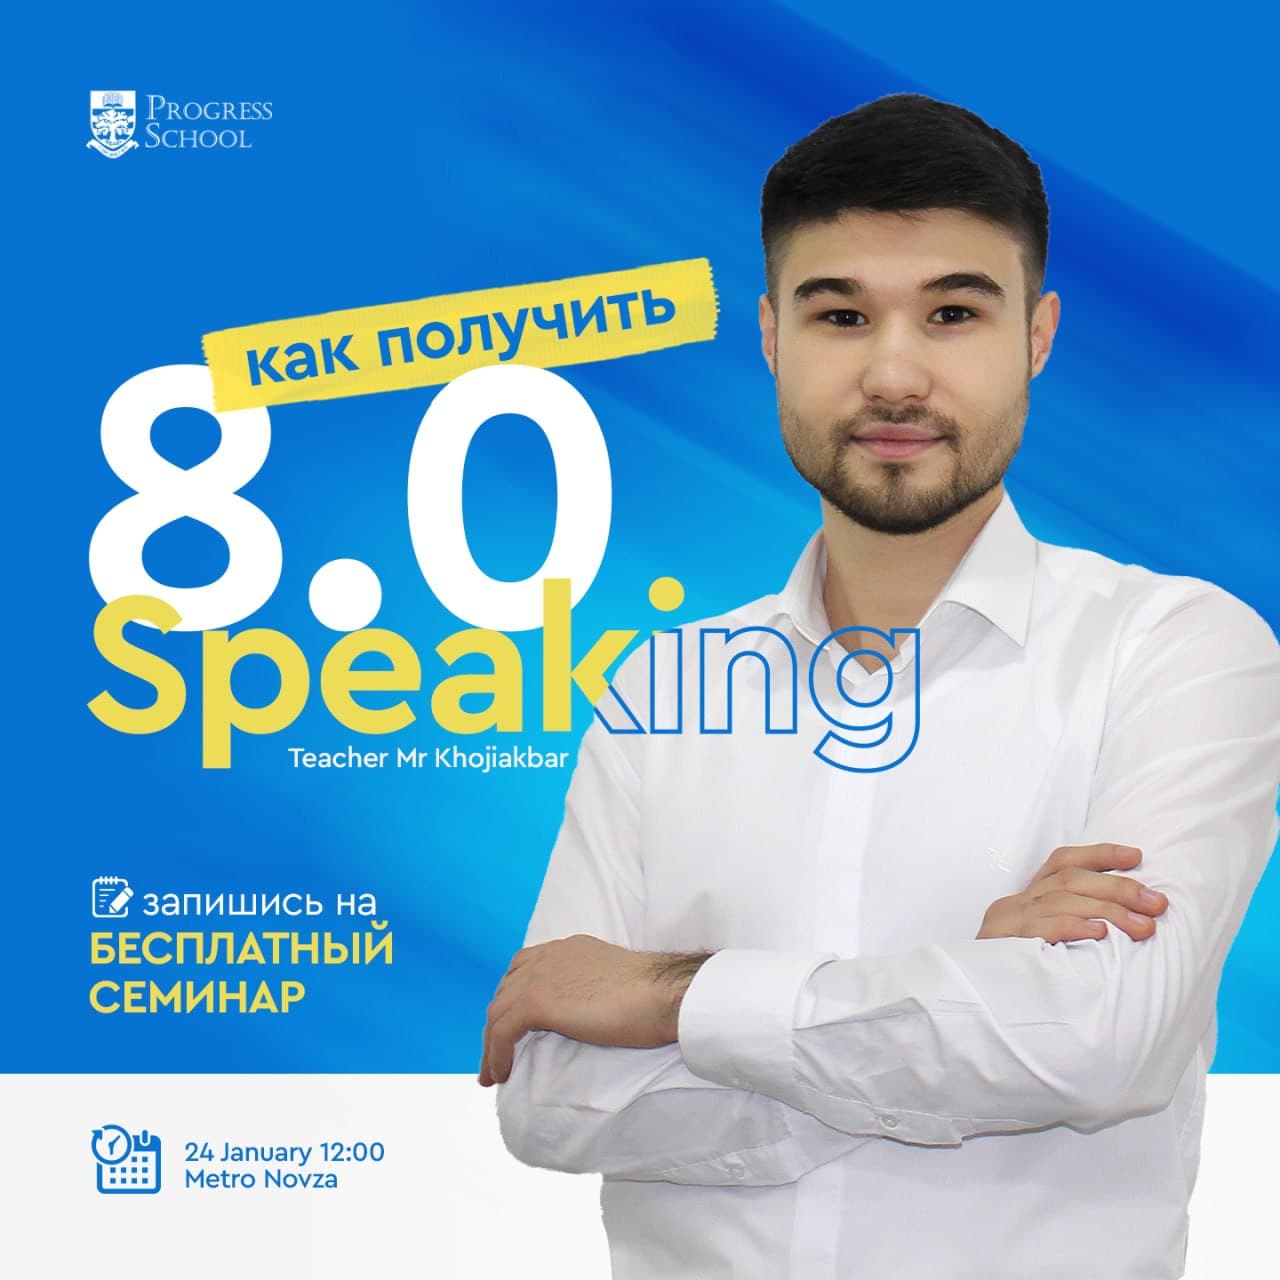 PROGRESS
SCHOOL
как получить
8.0
Speaking
Teacher Mr Khojiakbar
запишись на
БЕСПЛАТНЫЙ
СЕМИНАР
24 January 12:00
Metro Novza